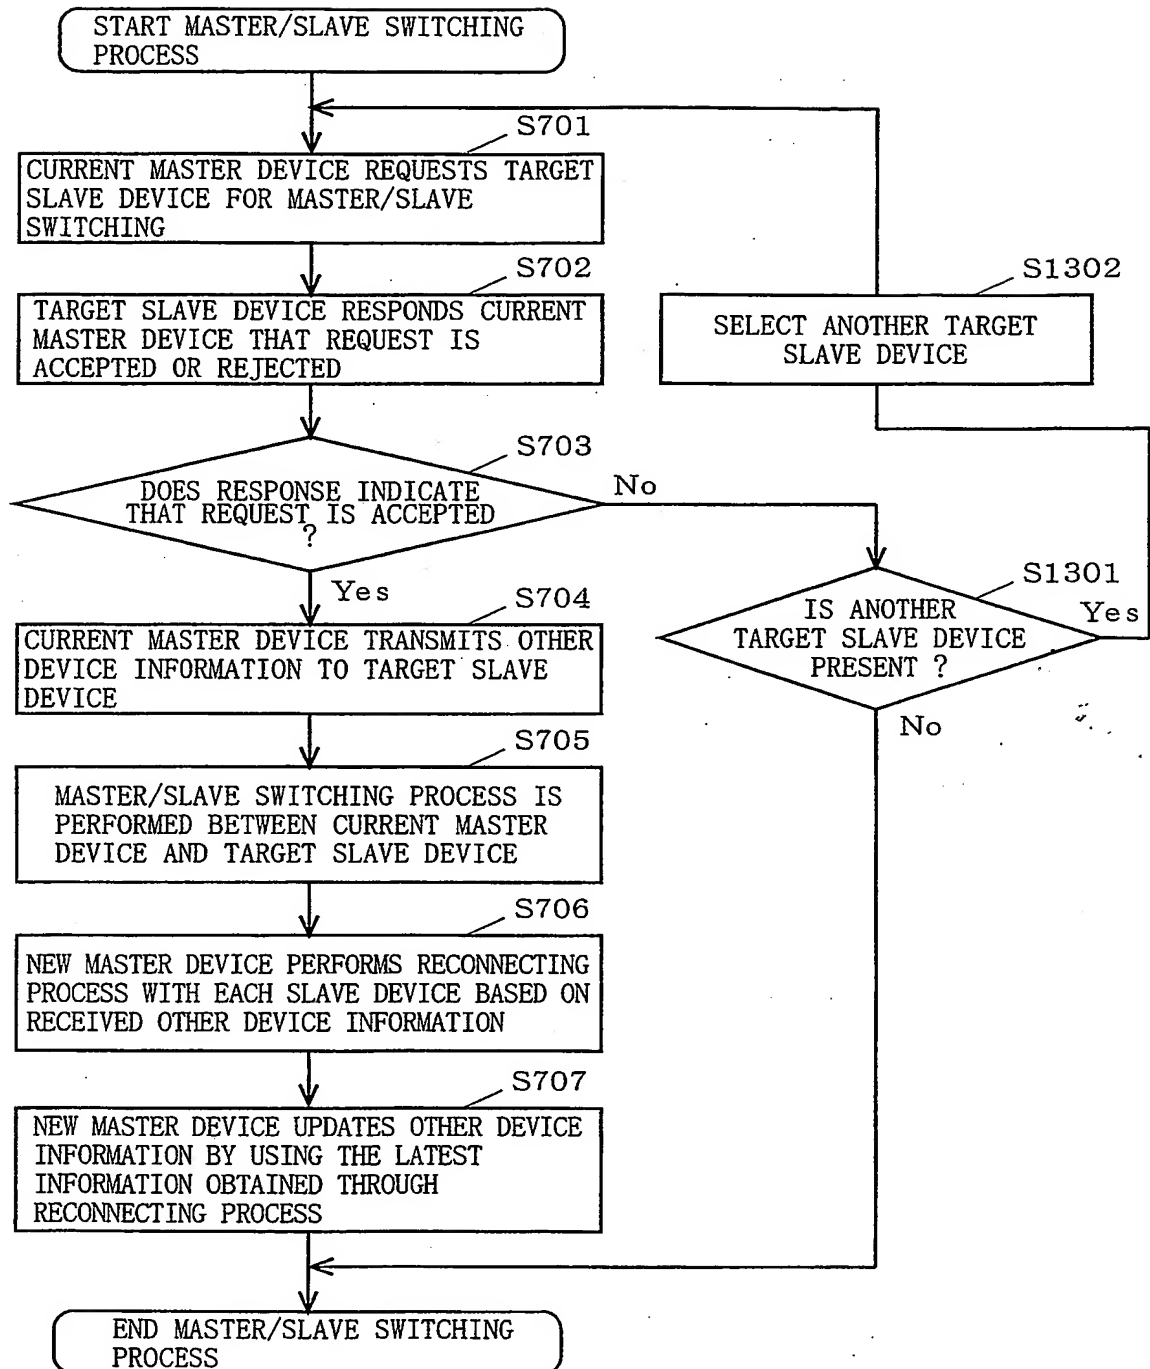 START MASTER/SLAVE SWITCHING
PROCESS
S701
CURRENT MASTER DEVICE REQUESTS TARGET
SLAVE DEVICE FOR MASTER/SLAVE
SWITCHING
S702
TARGET SLAVE DEVICE RESPONDS CURRENT
MASTER DEVICE THAT REQUEST IS
ACCEPTED OR REJECTED
S1302
SELECT ANOTHER TARGET
SLAVE DEVICE
S703
DOES RESPONSE INDICATE
THAT REQUEST IS ACCEPTED
?
No
Yes
S1301
IS ANOTHER
TARGET SLAVE DEVICE
PRESENT ?
Yes
No
S704
CURRENT MASTER DEVICE TRANSMITS OTHER
DEVICE INFORMATION TO TARGET SLAVE
DEVICE
S705
MASTER/SLAVE SWITCHING PROCESS IS
PERFORMED BETWEEN CURRENT MASTER
DEVICE AND TARGET SLAVE DEVICE
S706
NEW MASTER DEVICE PERFORMS RECONNECTING
PROCESS WITH EACH SLAVE DEVICE BASED ON
RECEIVED OTHER DEVICE INFORMATION
S707
NEW MASTER DEVICE UPDATES OTHER DEVICE
INFORMATION BY USING THE LATEST
INFORMATION OBTAINED THROUGH
RECONNECTING PROCESS
END MASTER/SLAVE SWITCHING
PROCESS